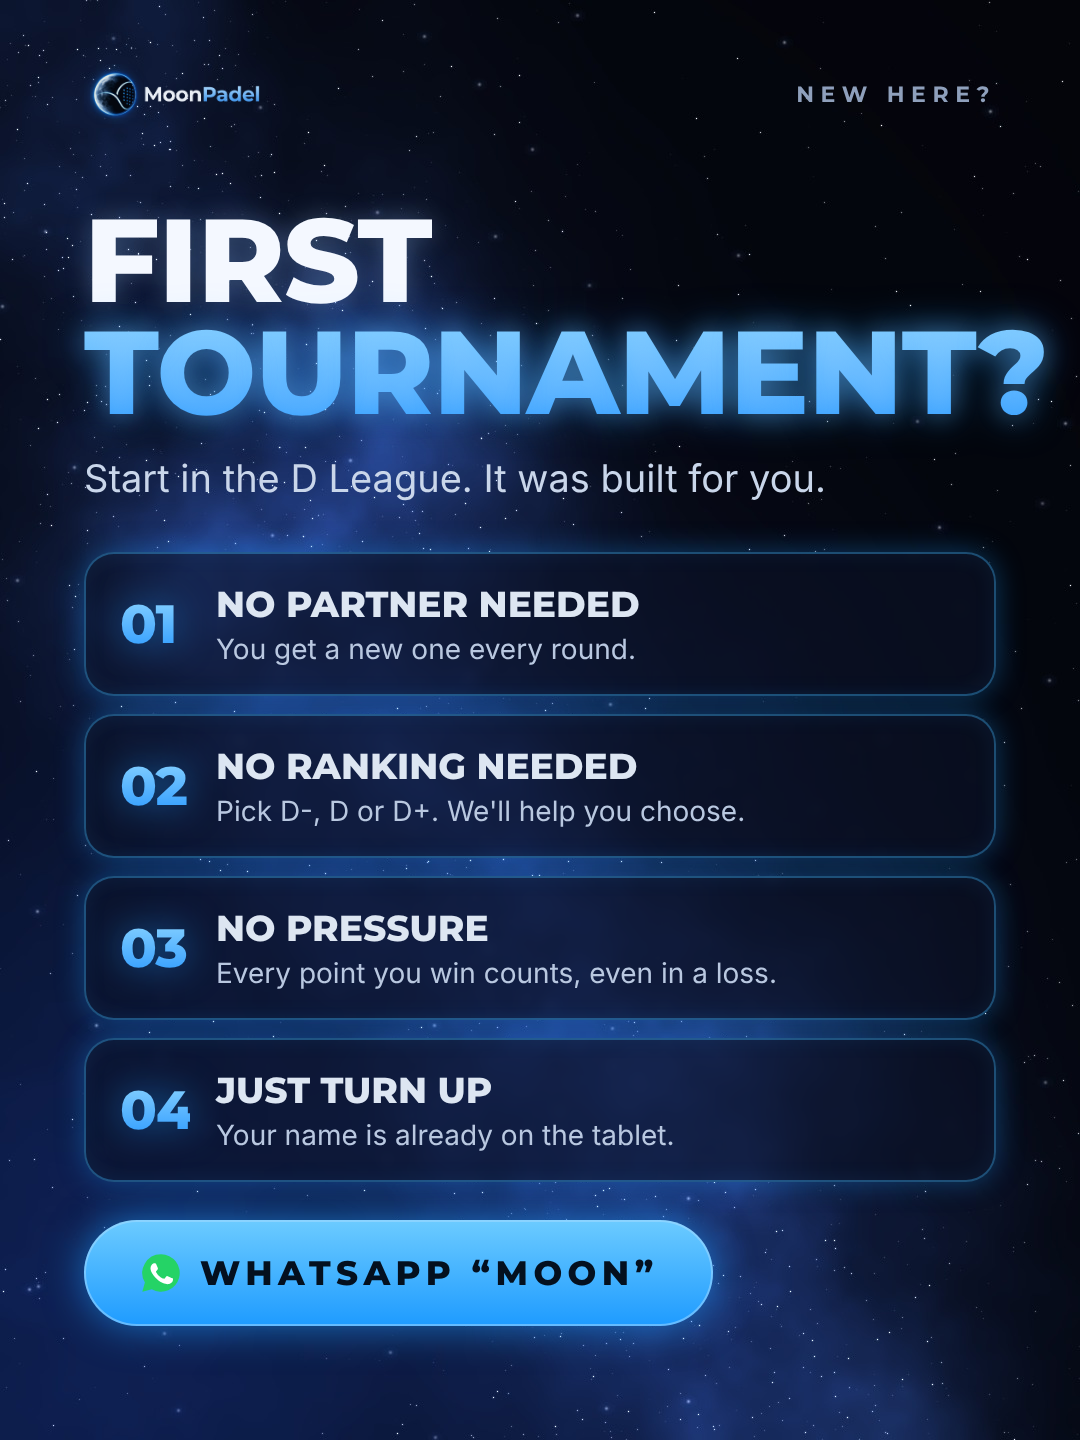 MoonPadel
NEW HERE?
FIRST
TOURNAMENT?
Start in the D League. It was built for you.
01
NO PARTNER NEEDED
You get a new one every round.
02
NO RANKING NEEDED
Pick D-, D or D+. We'll help you choose.
03
NO PRESSURE
Every point you win counts, even in a loss.
04
JUST TURN UP
Your name is already on the tablet.
WHATSAPP “MOON”